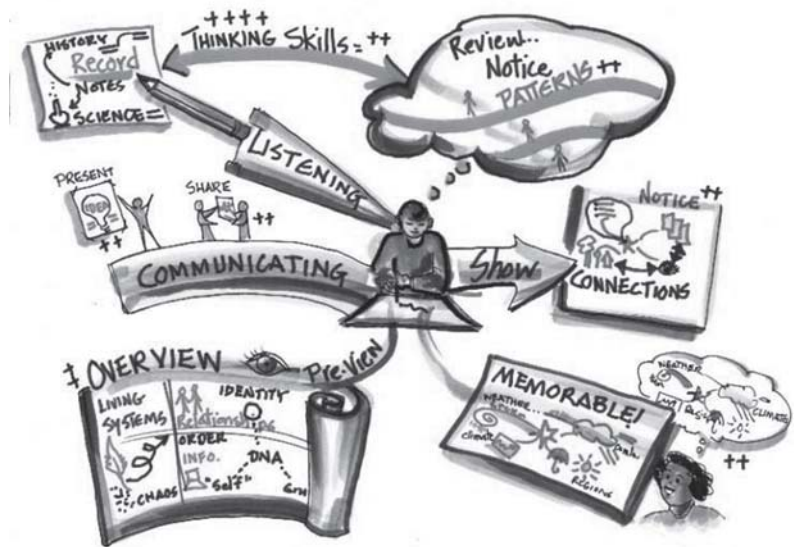 ++++
THINKING Skills = ++
HISTORY
Record
NOTES
SCIENCE
Review..
Notice
PATTERNS ++
LISTENING
PRESENT
IDEA
++
SHARE
++
COMMUNICATING
Show
NOTICE ++
CONNECTIONS
OVERVIEW
Pre-View
LIVING
SYSTEMS
CHAOS
IDENTITY
Relationships
ORDER
INFO.
"Self"
DNA
MEMORABLE!
WEATHER...
climate
REGIONS
WEATHER
CLIMATE
++